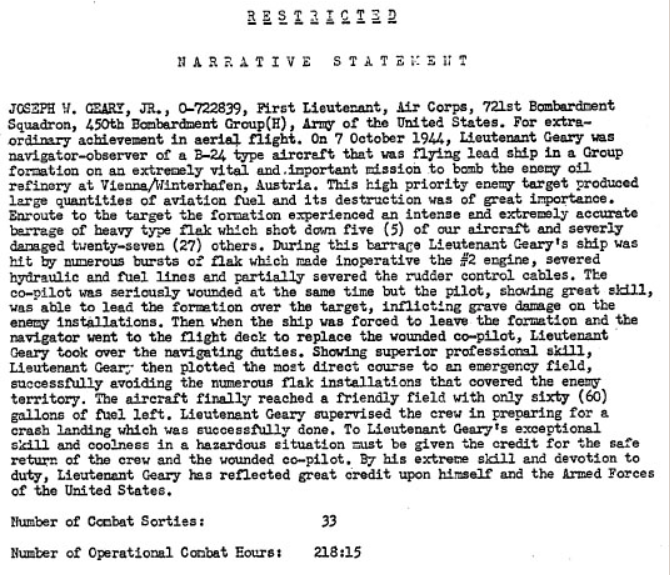 RESTRICTED
NARRATIVE STATEMENT
JOSEPH W. GEARY, JR., O-722839, First Lieutenant, Air Corps, 721st Bombardment
Squadron, 450th Bombardment Group(H), Army of the United States. For extra-
ordinary achievement in aerial flight. On 7 October 1944, Lieutenant Geary was
navigator-observer of a B-24 type aircraft that was flying lead ship in a Group
formation on an extremely vital and important mission to bomb the enemy oil
refinery at Vienna/Winterhafen, Austria. This high priority enemy target produced
large quantities of aviation fuel and its destruction was of great importance.
Enroute to the target the formation experienced an intense and extremely accurate
barrage of heavy type flak which shot down five (5) of our aircraft and severly
damaged twenty-seven (27) others. During this barrage Lieutenant Geary's ship was
hit by numerous bursts of flak which made inoperative the #2 engine, severed
hydraulic and fuel lines and partially severed the rudder control cables. The
co-pilot was seriously wounded at the same time but the pilot, showing great skill,
was able to lead the formation over the target, inflicting grave damage on the
enemy installations. Then when the ship was forced to leave the formation and the
navigator went to the flight deck to replace the wounded co-pilot, Lieutenant
Geary took over the navigating duties. Showing superior professional skill,
Lieutenant Geary then plotted the most direct course to an emergency field,
successfully avoiding the numerous flak installations that covered the enemy
territory. The aircraft finally reached a friendly field with only sixty (60)
gallons of fuel left. Lieutenant Geary supervised the crew in preparing for a
crash landing which was successfully done. To Lieutenant Geary's exceptional
skill and coolness in a hazardous situation must be given the credit for the safe
return of the crew and the wounded co-pilot. By his extreme skill and devotion to
duty, Lieutenant Geary has reflected great credit upon himself and the Armed Forces
of the United States.
Number of Combat Sorties: 33
Number of Operational Combat Hours: 218:15